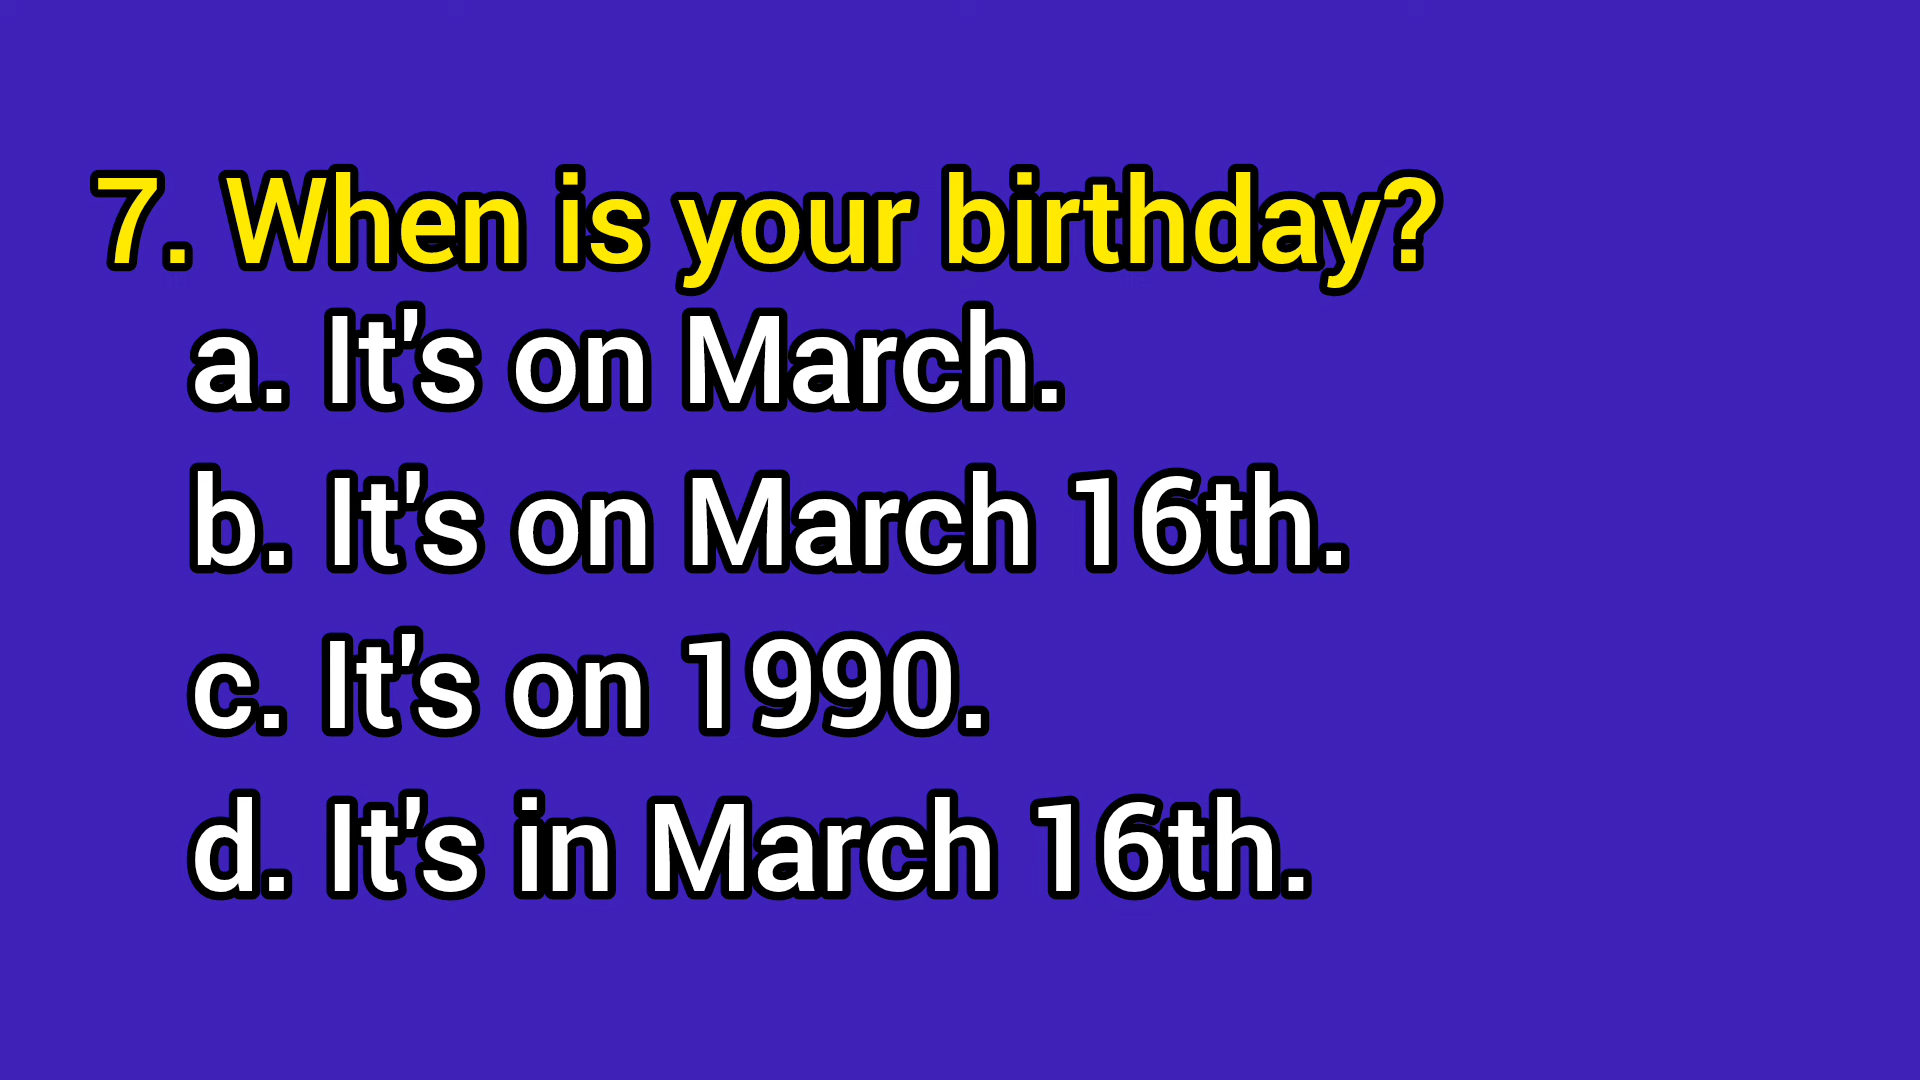 7. When is your birthday?
a. It's on March.
b. It's on March 16th.
c. It's on 1990.
d. It's in March 16th.